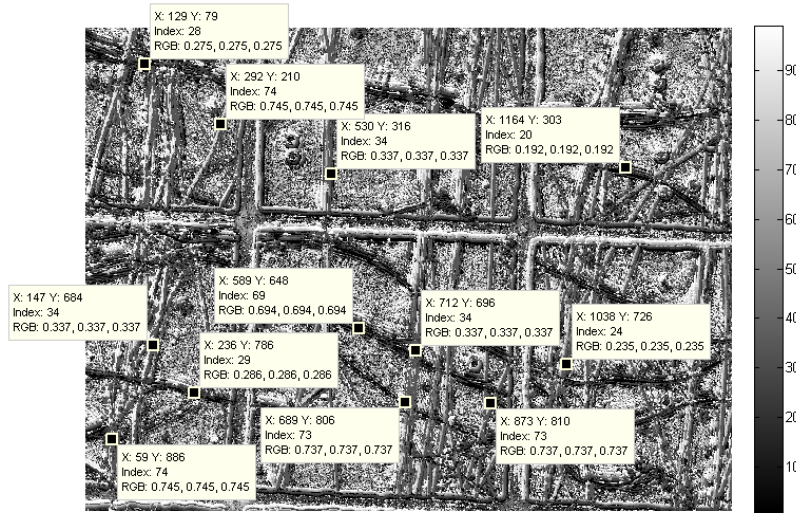 X: 129 Y: 79
Index: 28
RGB: 0.275, 0.275, 0.275
X: 292 Y: 210
Index: 74
RGB: 0.745, 0.745, 0.745
X: 530 Y: 316
Index: 34
RGB: 0.337, 0.337, 0.337
X: 1164 Y: 303
Index: 20
RGB: 0.192, 0.192, 0.192
X: 147 Y: 684
Index: 34
RGB: 0.337, 0.337, 0.337
X: 589 Y: 648
Index: 69
RGB: 0.694, 0.694, 0.694
X: 712 Y: 696
Index: 34
RGB: 0.337, 0.337, 0.337
X: 1038 Y: 726
Index: 24
RGB: 0.235, 0.235, 0.235
X: 236 Y: 786
Index: 29
RGB: 0.286, 0.286, 0.286
X: 689 Y: 806
Index: 73
RGB: 0.737, 0.737, 0.737
X: 873 Y: 810
Index: 73
RGB: 0.737, 0.737, 0.737
X: 59 Y: 886
Index: 74
RGB: 0.745, 0.745, 0.745
90
80
70
60
50
40
30
20
10